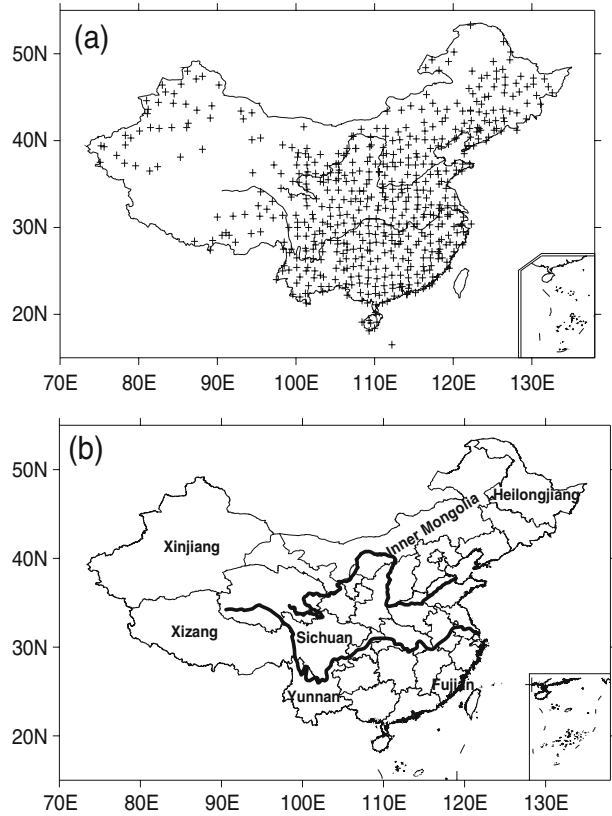 (a)
50N
40N
30N
20N
70E 80E 90E 100E 110E 120E 130E
(b)
50N
40N
30N
20N
Heilongjiang
Inner Mongolia
Xinjiang
Xizang
Sichuan
Yunnan
Fujian
70E 80E 90E 100E 110E 120E 130E